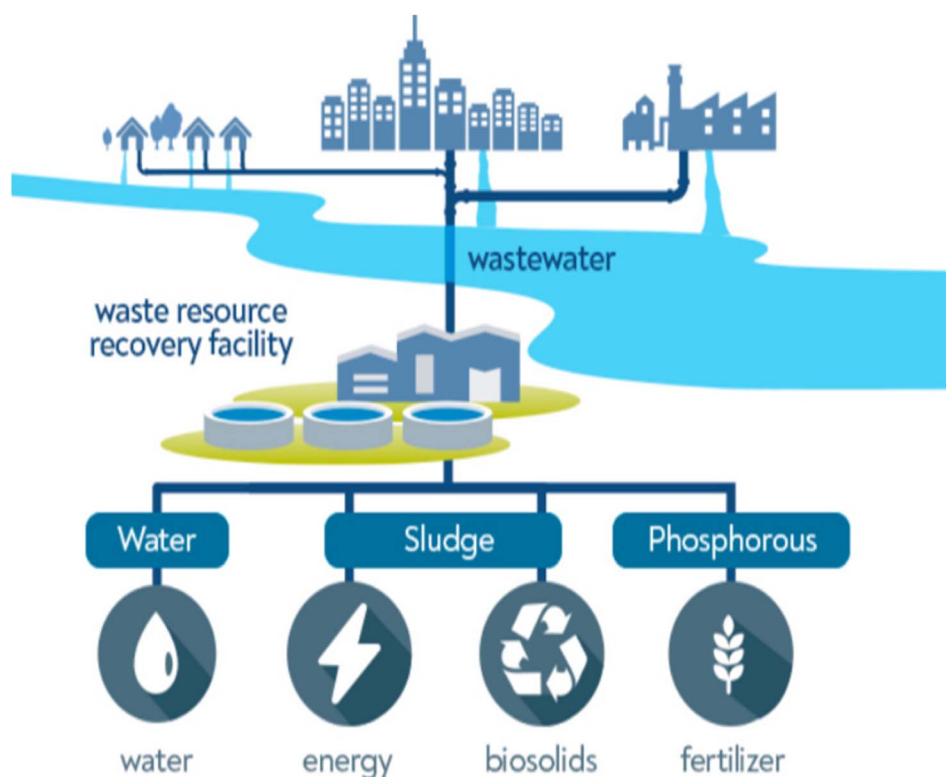 wastewater
waste resource
recovery facility
Water
Sludge
Phosphorous
water
energy
biosolids
fertilizer